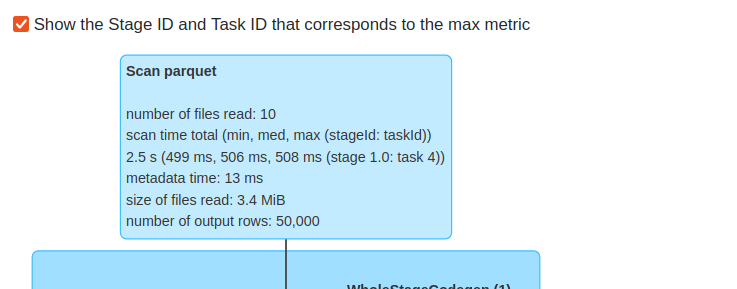 Show the Stage ID and Task ID that corresponds to the max metric
Scan parquet
number of files read: 10
scan time total (min, med, max (stageId: taskId))
2.5 s (499 ms, 506 ms, 508 ms (stage 1.0: task 4))
metadata time: 13 ms
size of files read: 3.4 MiB
number of output rows: 50,000
WholeStageCodegen (1)